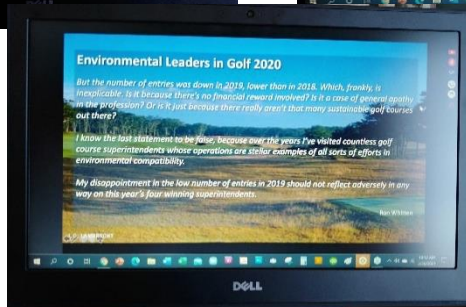 Environmental Leaders in Golf 2020
But the number of entries was down in 2019, lower than in 2018. Which, frankly, is
inexplicable. Is it because there's no financial reward involved? Is it a case of general apathy
in the profession? Or is it just because there really aren't that many sustainable golf courses
out there?
I know the last statement to be false, because over the years I've visited countless golf
course superintendents whose operations are stellar examples of all sorts of efforts in
environmental compatibility.
My disappointment in the low number of entries in 2019 should not reflect adversely in any
way on this year's four winning superintendents.
Ron Whitten
DELL